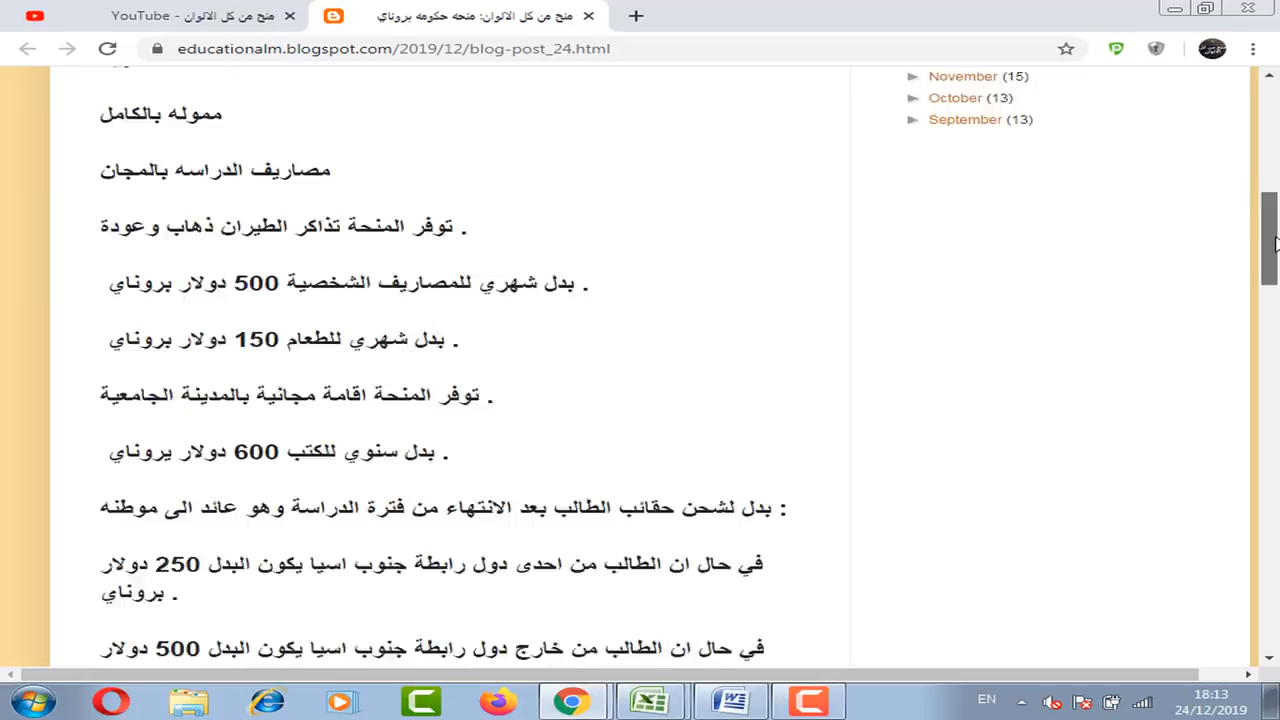 منح من كل الالوان - YouTube
منح من كل الالوان: منحه حكومه بروناي
educationalm.blogspot.com/2019/12/blog-post_24.html
November (15)
October (13)
September (13)
مموله بالكامل
مصاريف الدراسه بالمجان
توفر المنحة تذاكر الطيران ذهاب وعودة .
بدل شهري للمصاريف الشخصية 500 دولار بروناي .
بدل شهري للطعام 150 دولار بروناي .
توفر المنحة اقامة مجانية بالمدينة الجامعية .
بدل سنوي للكتب 600 دولار يروناي .
بدل لشحن حقائب الطالب بعد الانتهاء من فترة الدراسة وهو عائد الى موطنه :
في حال ان الطالب من احدى دول رابطة جنوب اسيا يكون البدل 250 دولار
بروناي .
في حال ان الطالب من خارج دول رابطة جنوب اسيا يكون البدل 500 دولار
EN
18:13
24/12/2019